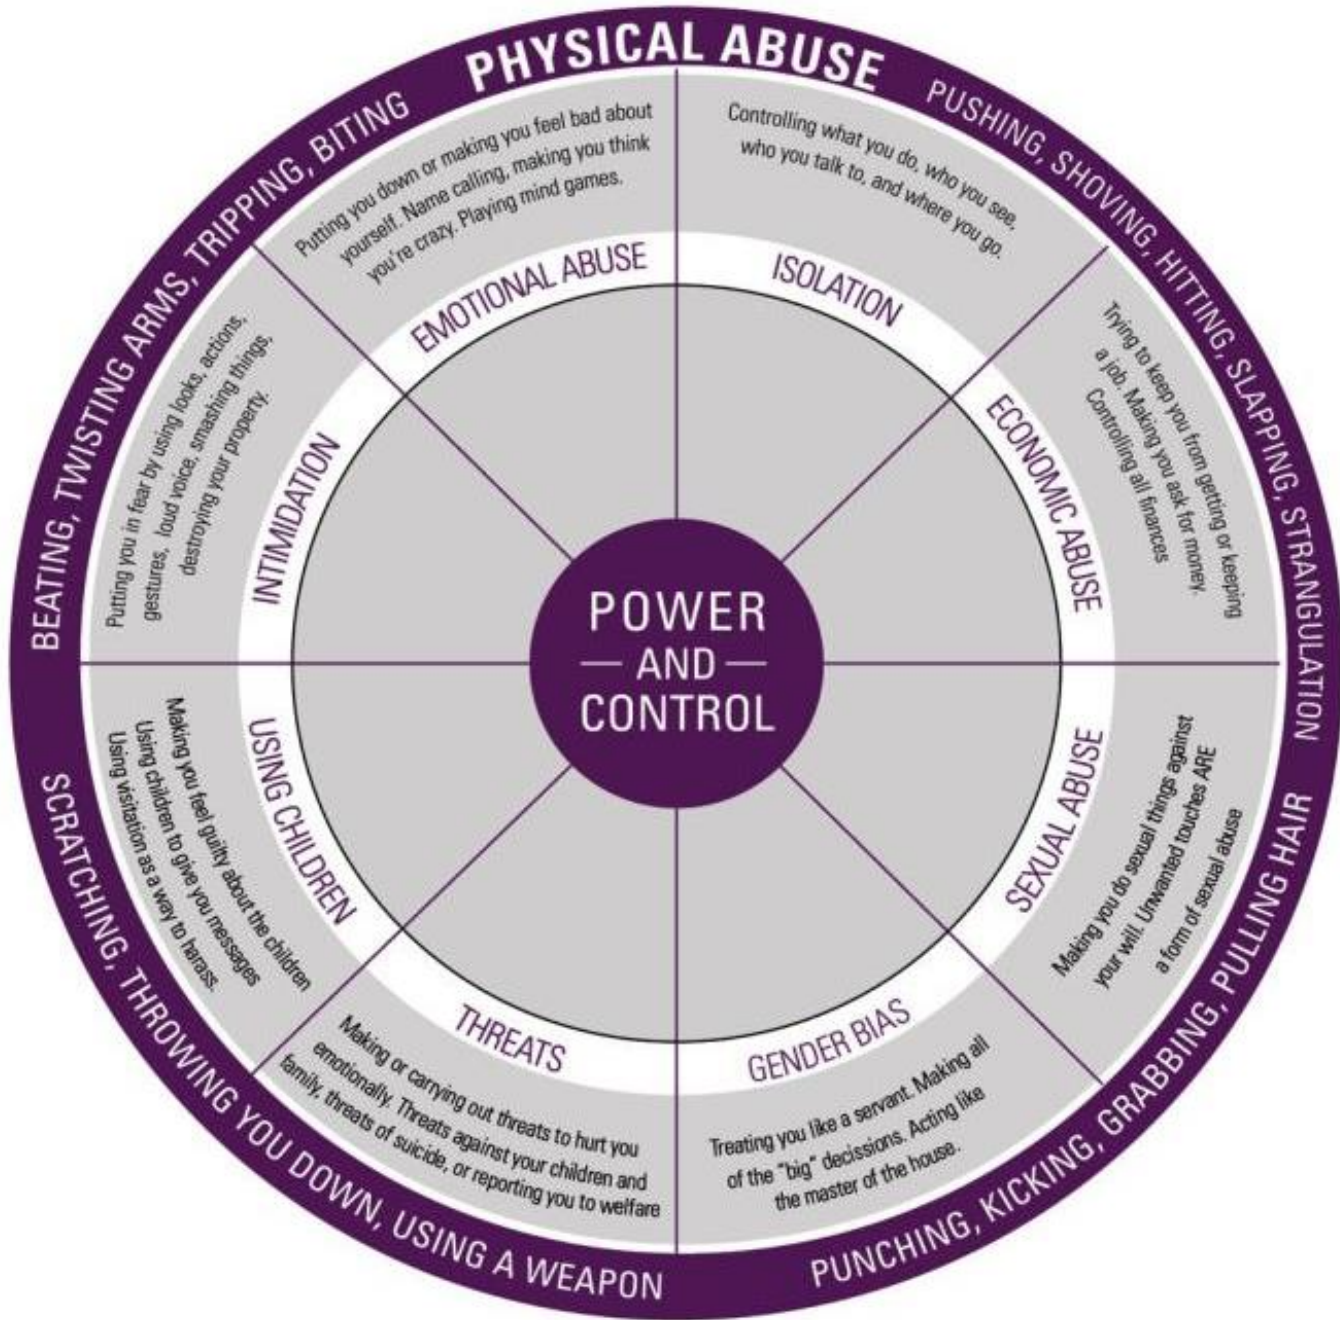 PHYSICAL ABUSE
PUSHING, SHOVING, HITTING, SLAPPING, STRANGULATION
PUNCHING, KICKING, GRABBING, PULLING HAIR
SCRATCHING, THROWING YOU DOWN, USING A WEAPON
BEATING, TWISTING ARMS, TRIPPING, BITING
Putting you down or making you feel bad about
yourself. Name calling, making you think
you're crazy. Playing mind games.
EMOTIONAL ABUSE
Controlling what you do, who you see,
who you talk to, and where you go.
ISOLATION
Trying to keep you from getting or keeping
a job. Making you ask for money.
Controlling all finances
ECONOMIC ABUSE
Making you do sexual things against
your will. Unwanted touches ARE
a form of sexual abuse
SEXUAL ABUSE
GENDER BIAS
Treating you like a servant. Making all
of the "big" decissions. Acting like
the master of the house.
THREATS
Making or carrying out threats to hurt you
emotionally. Threats against your children and
family, threats of suicide, or reporting you to welfare
USING CHILDREN
Making you feel guilty about the children
Using children to give you messages
Using visitation as a way to harass.
Putting you in fear by using looks, actions,
gestures, loud voice, smashing things,
destroying your property.
INTIMIDATION
POWER
AND
CONTROL